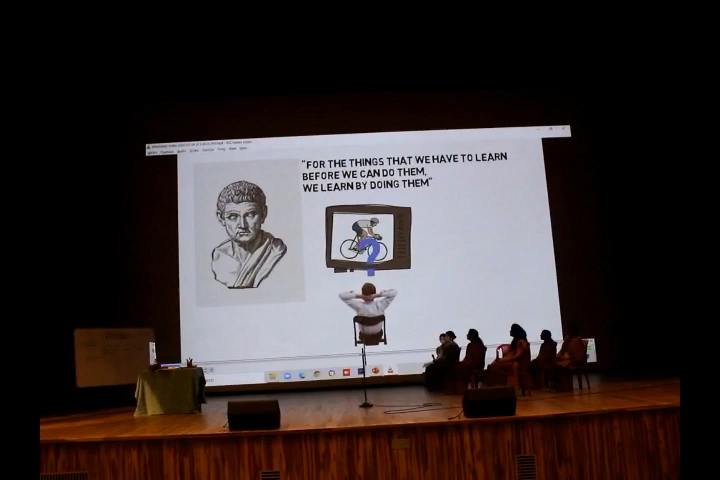 "FOR THE THINGS THAT WE HAVE TO LEARN
BEFORE WE CAN DO THEM,
WE LEARN BY DOING THEM"